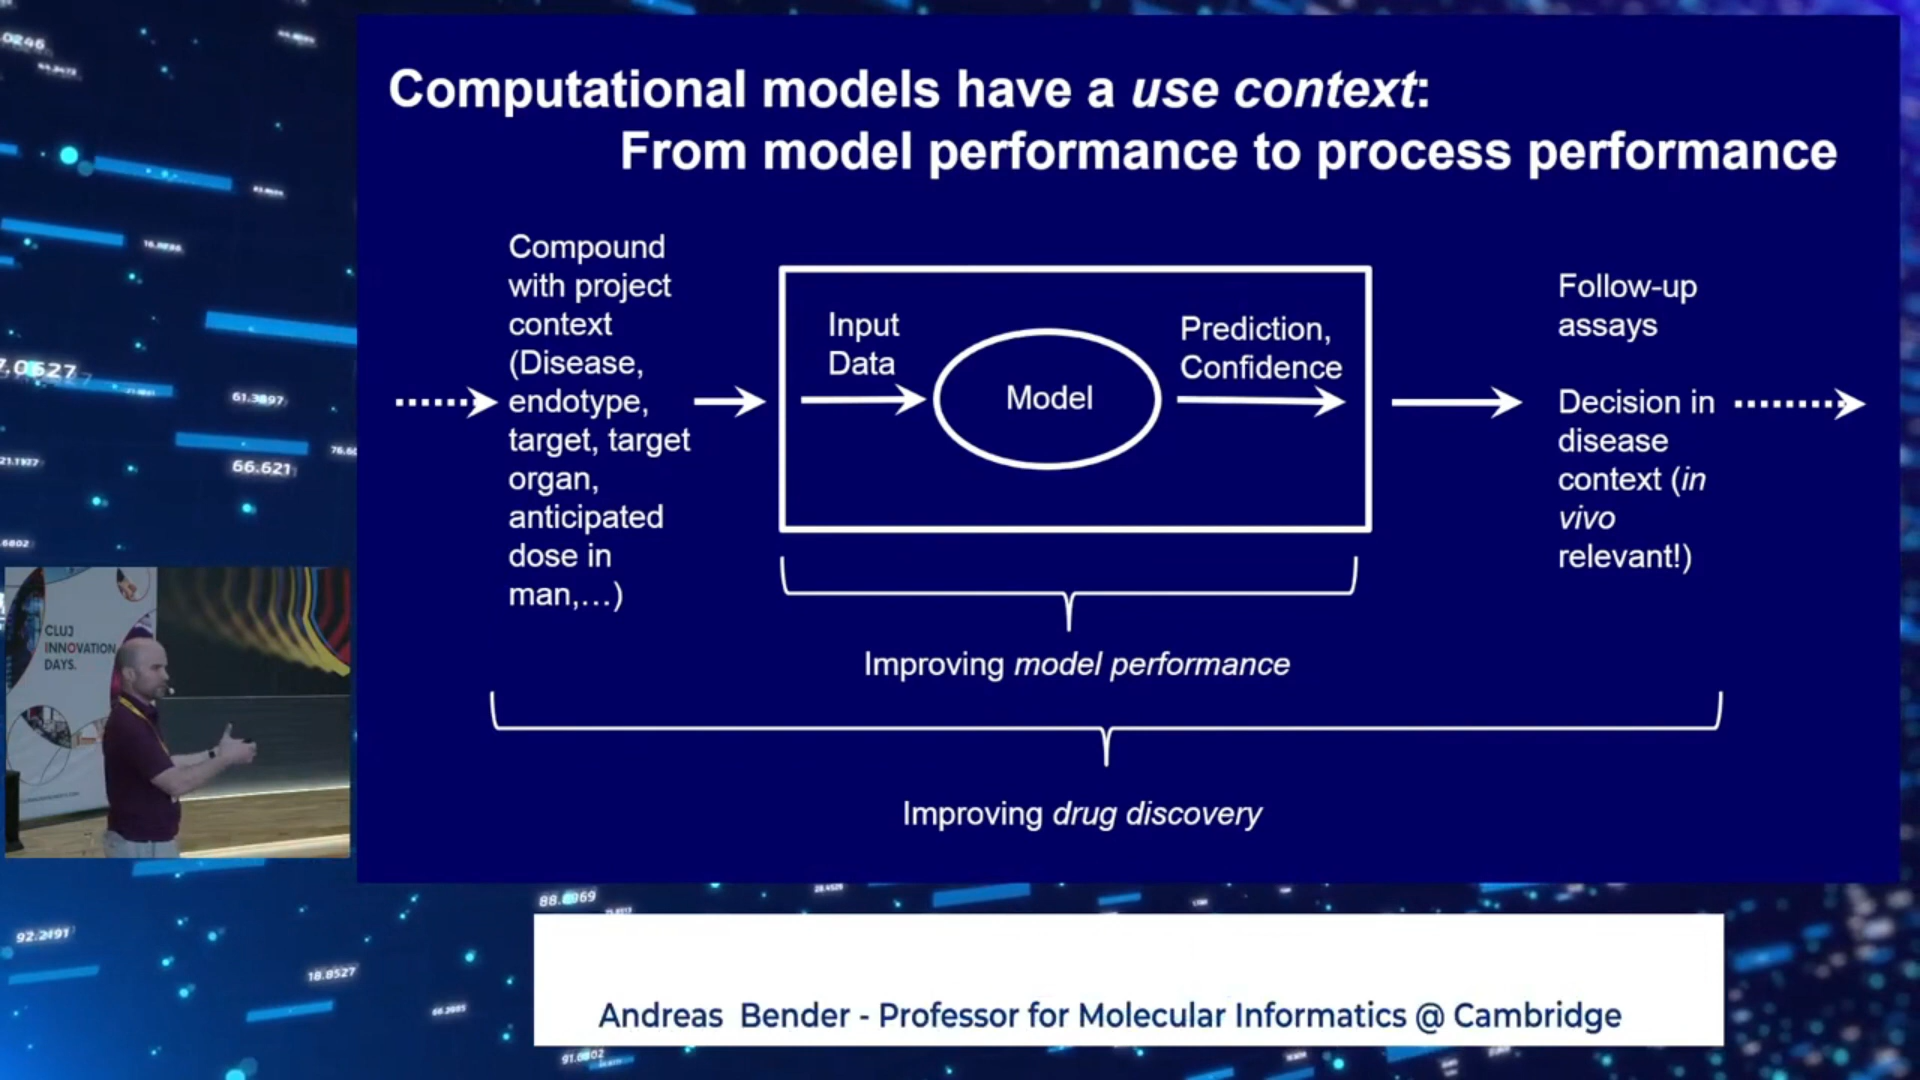 Computational models have a use context:
From model performance to process performance
Compound
with project
context
(Disease,
endotype,
target, target
organ,
anticipated
dose in
man,...)
Input
Data
Model
Prediction,
Confidence
Follow-up
assays
Decision in
disease
context (in
vivo
relevant!)
Improving model performance
Improving drug discovery
CLUJ
INNOVATION
DAYS.
Andreas Bender - Professor for Molecular Informatics @ Cambridge
61.3897
66.621
92.2491
18.8527